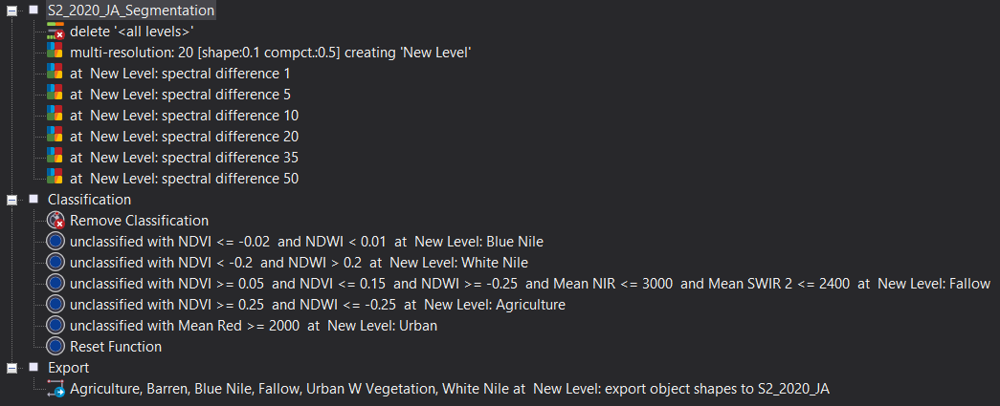 S2_2020_JA_Segmentation
delete '<all levels>'
multi-resolution: 20 [shape:0.1 compct.:0.5] creating 'New Level'
at  New Level: spectral difference 1
at  New Level: spectral difference 5
at  New Level: spectral difference 10
at  New Level: spectral difference 20
at  New Level: spectral difference 35
at  New Level: spectral difference 50
Classification
Remove Classification
unclassified with NDVI <= -0.02  and NDWI < 0.01  at  New Level: Blue Nile
unclassified with NDVI < -0.2  and NDWI > 0.2  at  New Level: White Nile
unclassified with NDVI >= 0.05  and NDVI <= 0.15  and NDWI >= -0.25  and Mean NIR <= 3000  and Mean SWIR 2 <= 2400  at  New Level: Fallow
unclassified with NDVI >= 0.25  and NDWI <= -0.25  at  New Level: Agriculture
unclassified with Mean Red >= 2000  at  New Level: Urban
Reset Function
Export
Agriculture, Barren, Blue Nile, Fallow, Urban W Vegetation, White Nile at  New Level: export object shapes to S2_2020_JA